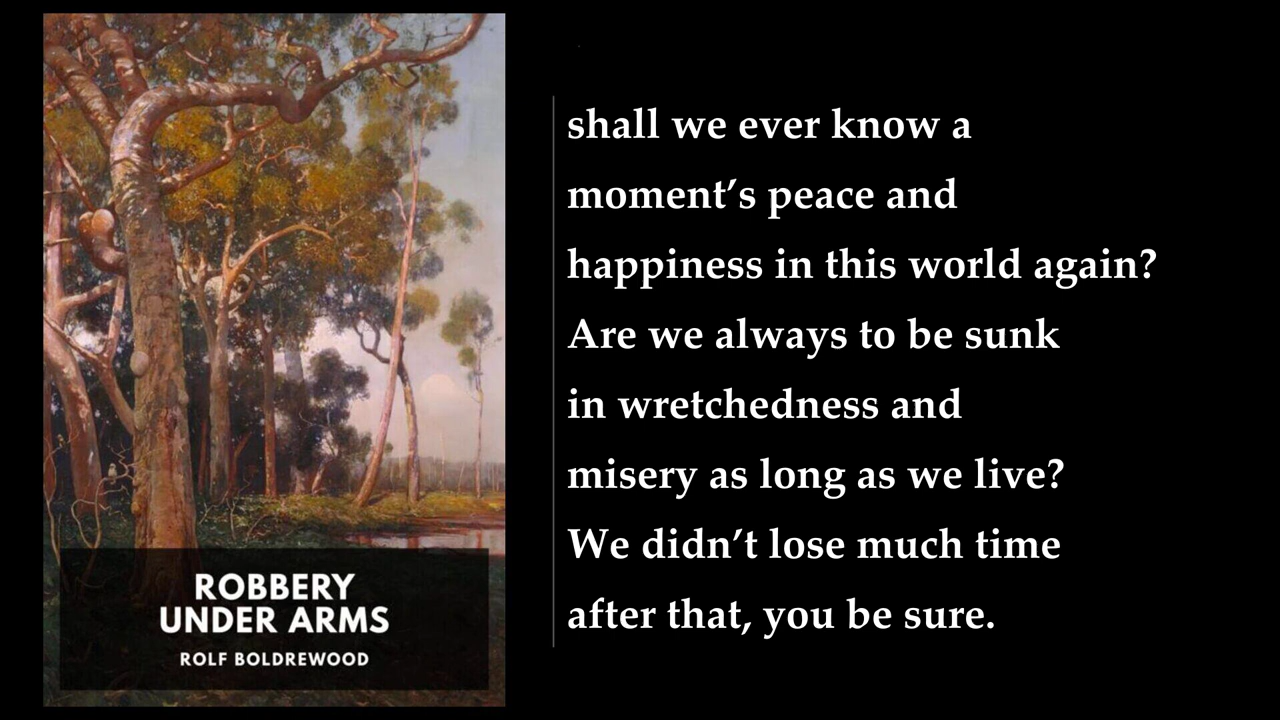 shall we ever know a
moment’s peace and
happiness in this world again?
Are we always to be sunk
in wretchedness and
misery as long as we live?
We didn’t lose much time
after that, you be sure.
ROBBERY
UNDER ARMS
ROLF BOLDREWOOD